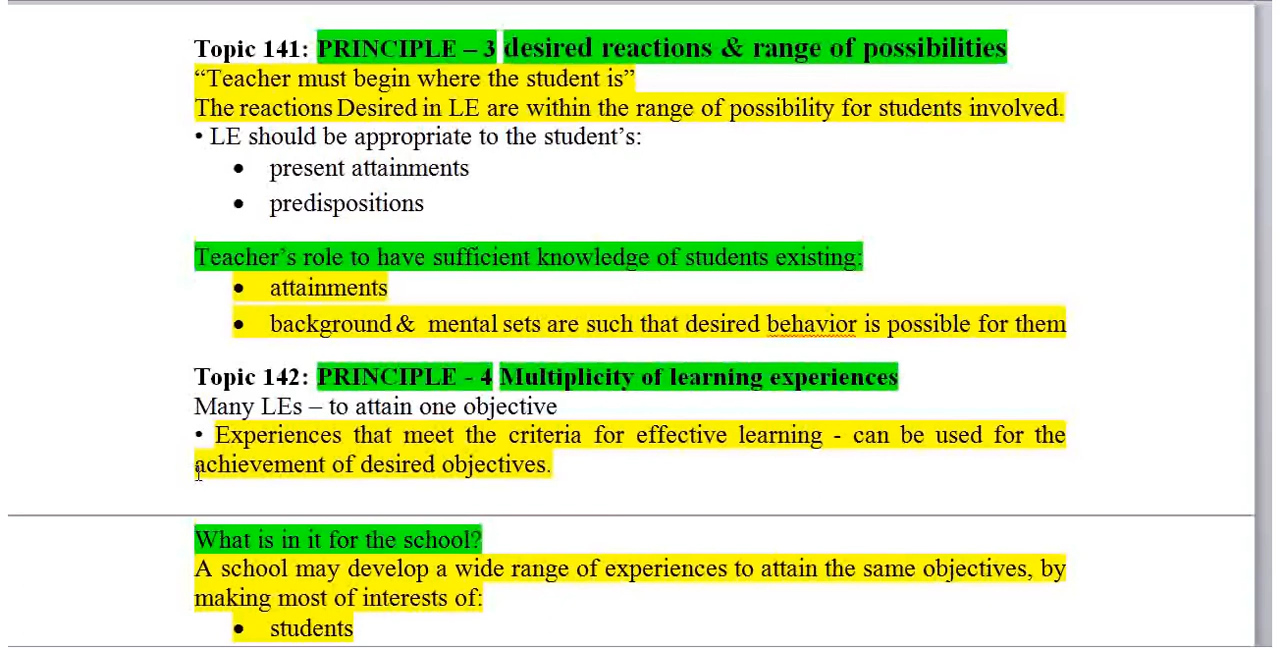 Topic 141: PRINCIPLE – 3 desired reactions & range of possibilities
“Teacher must begin where the student is”
The reactions Desired in LE are within the range of possibility for students involved.
• LE should be appropriate to the student’s:
• present attainments
• predispositions
Teacher’s role to have sufficient knowledge of students existing:
• attainments
• background & mental sets are such that desired behavior is possible for them
Topic 142: PRINCIPLE - 4 Multiplicity of learning experiences
Many LEs – to attain one objective
• Experiences that meet the criteria for effective learning - can be used for the
achievement of desired objectives.
What is in it for the school?
A school may develop a wide range of experiences to attain the same objectives, by
making most of interests of:
• students